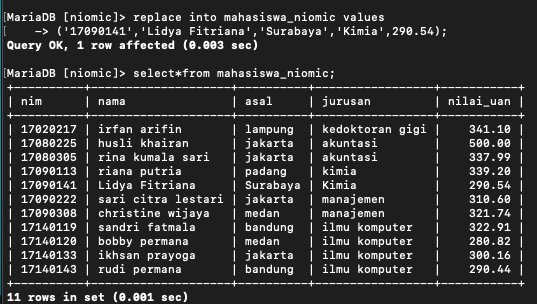 [MariaDB [niomic]> replace into mahasiswa_niomic values
[    -> ('17090141','Lidya Fitriana','Surabaya','Kimia',290.54);
Query OK, 1 row affected (0.003 sec)
[MariaDB [niomic]> select*from mahasiswa_niomic;
+----------+---------------------+----------+------------------+-----------+
| nim      | nama                | asal     | jurusan          | nilai_uan |
+----------+---------------------+----------+------------------+-----------+
| 17020217 | irfan arifin        | lampung  | kedoktoran gigi  |    341.10 |
| 17080225 | husli khairan       | jakarta  | akuntasi         |    500.00 |
| 17080305 | rina kumala sari    | jakarta  | akuntasi         |    337.99 |
| 17090113 | riana putria        | padang   | kimia            |    339.20 |
| 17090141 | Lidya Fitriana      | Surabaya | Kimia            |    290.54 |
| 17090222 | sari citra lestari  | jakarta  | manajemen        |    310.60 |
| 17090308 | christine wijaya    | medan    | manajemen        |    321.74 |
| 17140119 | sandri fatmala      | bandung  | ilmu komputer    |    322.91 |
| 17140120 | bobby permana       | medan    | ilmu komputer    |    280.82 |
| 17140133 | ikhsan prayoga      | jakarta  | ilmu komputer    |    300.16 |
| 17140143 | rudi permana        | bandung  | ilmu komputer    |    290.44 |
+----------+---------------------+----------+------------------+-----------+
11 rows in set (0.001 sec)